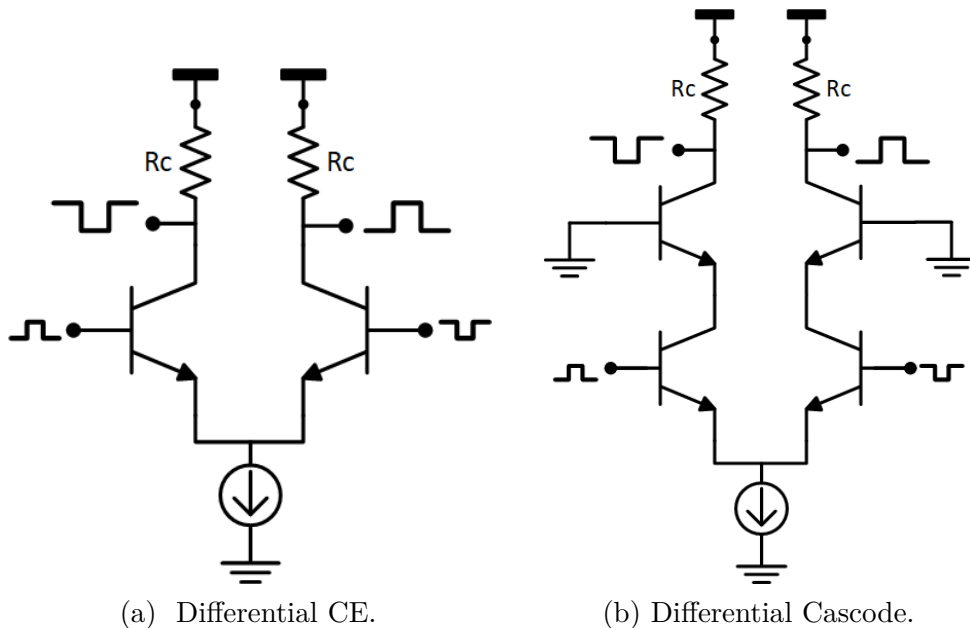 Rc
Rc
Rc
Rc
(a) Differential CE.
(b) Differential Cascode.